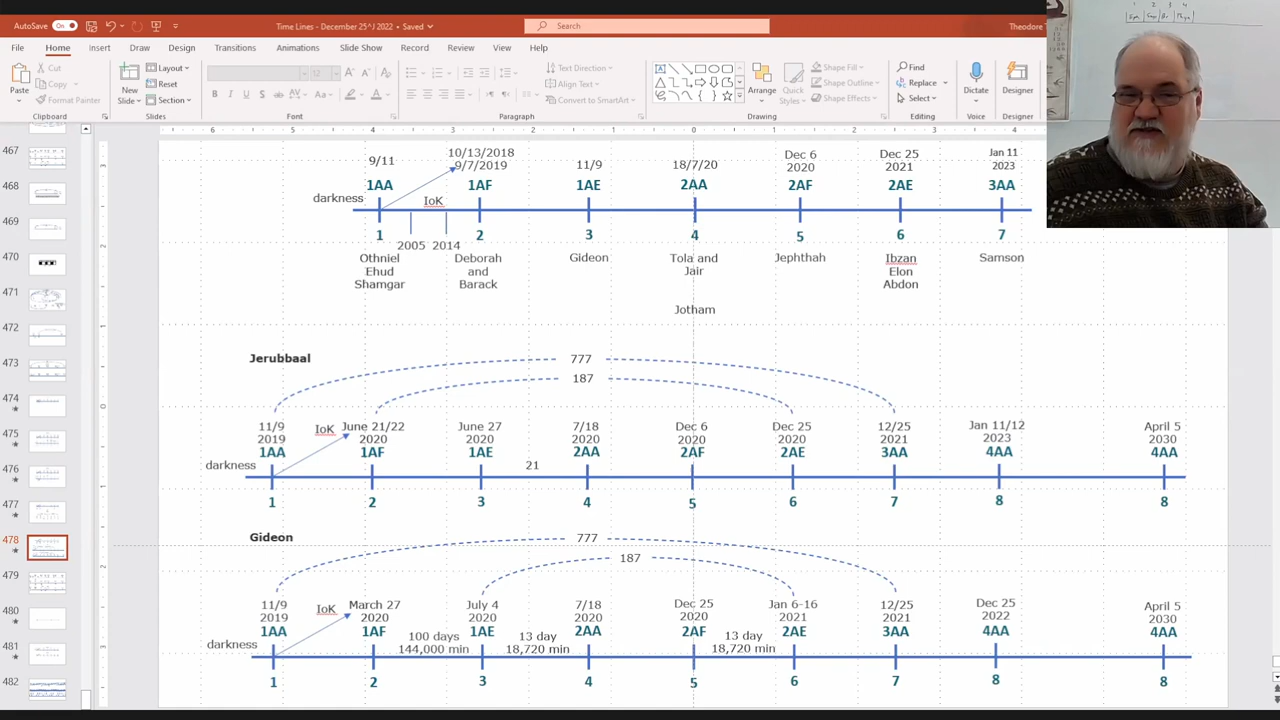 AutoSave On Time Lines - December 25^J 2022 • Saved Search Theodore T
File Home Insert Draw Design Transitions Animations Slide Show Record Review View Help
Cut
Copy
Format Painter
Paste
Clipboard
New
Slide
Layout
Reset
Section
Slides
Font
Text Direction
Align Text
Convert to SmartArt
Paragraph
Arrange
Quick
Styles
Shape Fill
Shape Outline
Shape Effects
Drawing
Find
Replace
Select
Editing
Dictate
Voice
Designer
Designer
6 5 4 3 2 1 0 1 2 3 4
467
468
469
470
471
472
473
474
475
476
477
478
479
480
481
482
9/11 10/13/2018 11/9 18/7/20 Dec 6 Dec 25 Jan 11
9/7/2019 2020 2021 2023
1AA 1AF 1AE 2AA 2AF 2AE 3AA
darkness IoK
1 2 3 4 5 6 7
2005 2014
Othniel Deborah Gideon Tola and Jephthah Ibzan Samson
Ehud and Jair Elon
Shamgar Barack Abdon
Jotham
Jerubbaal
777
187
11/9 IoK June 21/22 June 27 7/18 Dec 6 Dec 25 12/25 Jan 11/12 April 5
2019 2020 2020 2020 2020 2020 2021 2023 2030
1AA 1AF 1AE 2AA 2AF 2AE 3AA 4AA 4AA
darkness 21
1 2 3 4 5 6 7 8 8
Gideon
777
187
11/9 IoK March 27 July 4 7/18 Dec 25 Jan 6-16 12/25 Dec 25 April 5
2019 2020 2020 2020 2020 2021 2021 2022 2030
1AA 1AF 1AE 2AA 2AF 2AE 3AA 4AA 4AA
darkness 100 days 13 day 13 day
144,000 min 18,720 min 18,720 min
1 2 3 4 5 6 7 8 8